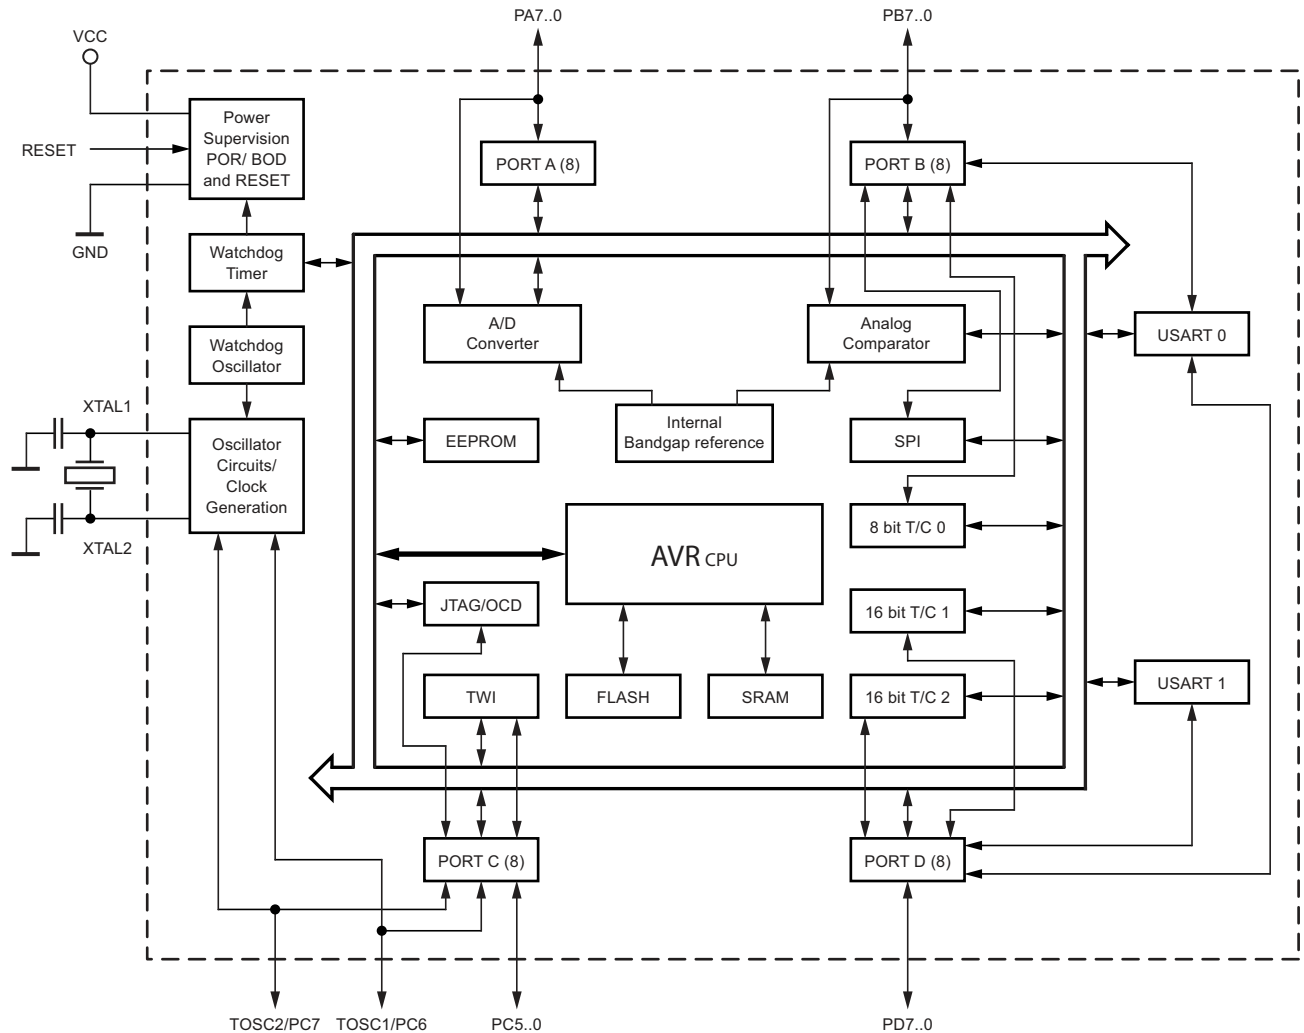 PA7..0
PB7..0
VCC
Power
Supervision
POR/ BOD
and RESET
RESET
PORT A (8)
PORT B (8)
GND
Watchdog
Timer
A/D
Converter
Analog
Comparator
USART 0
Watchdog
Oscillator
XTAL1
Internal
Bandgap reference
EEPROM
SPI
Oscillator
Circuits/
Clock
Generation
XTAL2
8 bit T/C 0
AVR CPU
JTAG/OCD
16 bit T/C 1
TWI
FLASH
SRAM
16 bit T/C 2
USART 1
PORT C (8)
PORT D (8)
TOSC2/PC7
TOSC1/PC6
PC5..0
PD7..0